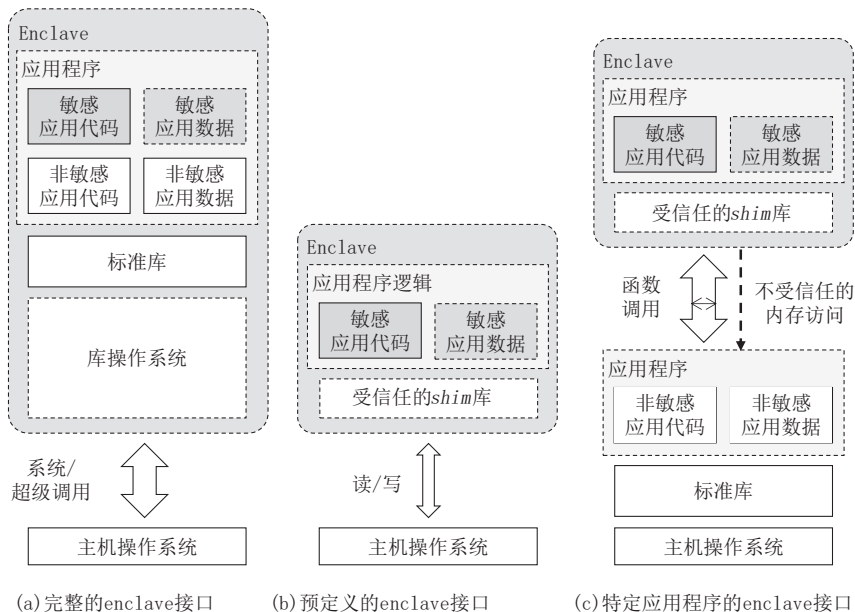 Enclave
应用程序
敏感
应用代码
敏感
应用数据
非敏感
应用代码
非敏感
应用数据
标准库
库操作系统
系统/
超级调用
主机操作系统
(a)完整的enclave接口
Enclave
应用程序逻辑
敏感
应用代码
敏感
应用数据
受信任的shim库
读/写
主机操作系统
(b)预定义的enclave接口
Enclave
应用程序
敏感
应用代码
敏感
应用数据
受信任的shim库
函数
调用
<>
不受信任的
内存访问
应用程序
非敏感
应用代码
非敏感
应用数据
标准库
主机操作系统
(c)特定应用程序的enclave接口